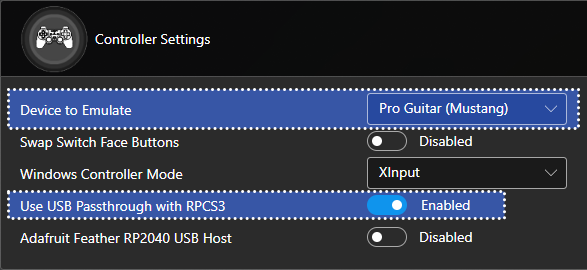 Controller Settings
Device to Emulate Pro Guitar (Mustang)
Swap Switch Face Buttons Disabled
Windows Controller Mode XInput
Use USB Passthrough with RPCS3 Enabled
Adafruit Feather RP2040 USB Host Disabled